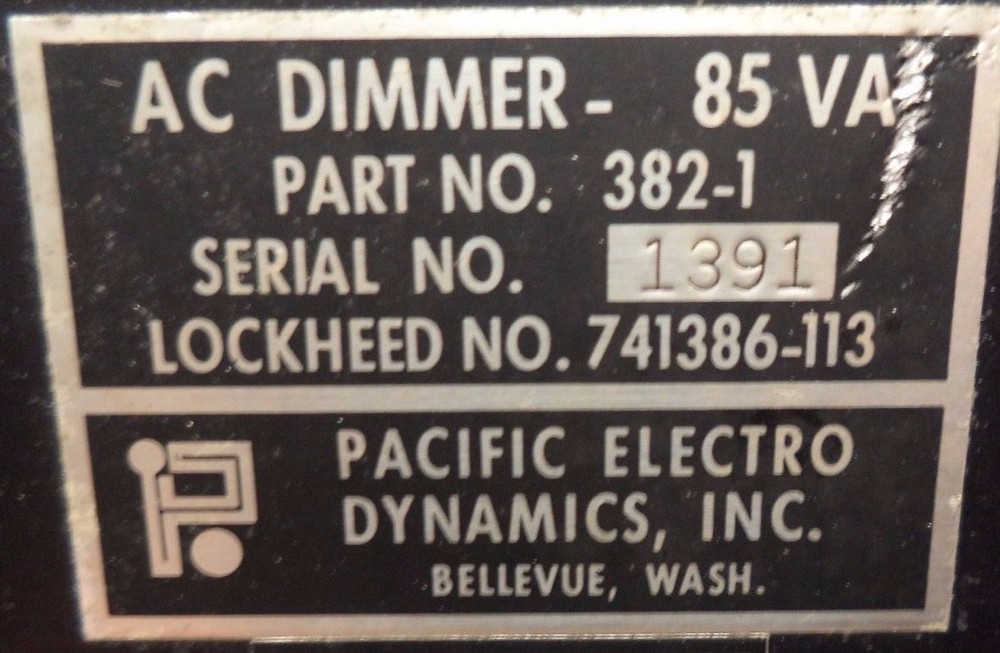 AC DIMMER - 85 VA
PART NO. 382-1
SERIAL NO. 1391
LOCKHEED NO. 741386-113
PACIFIC ELECTRO
DYNAMICS, INC.
BELLEVUE, WASH.